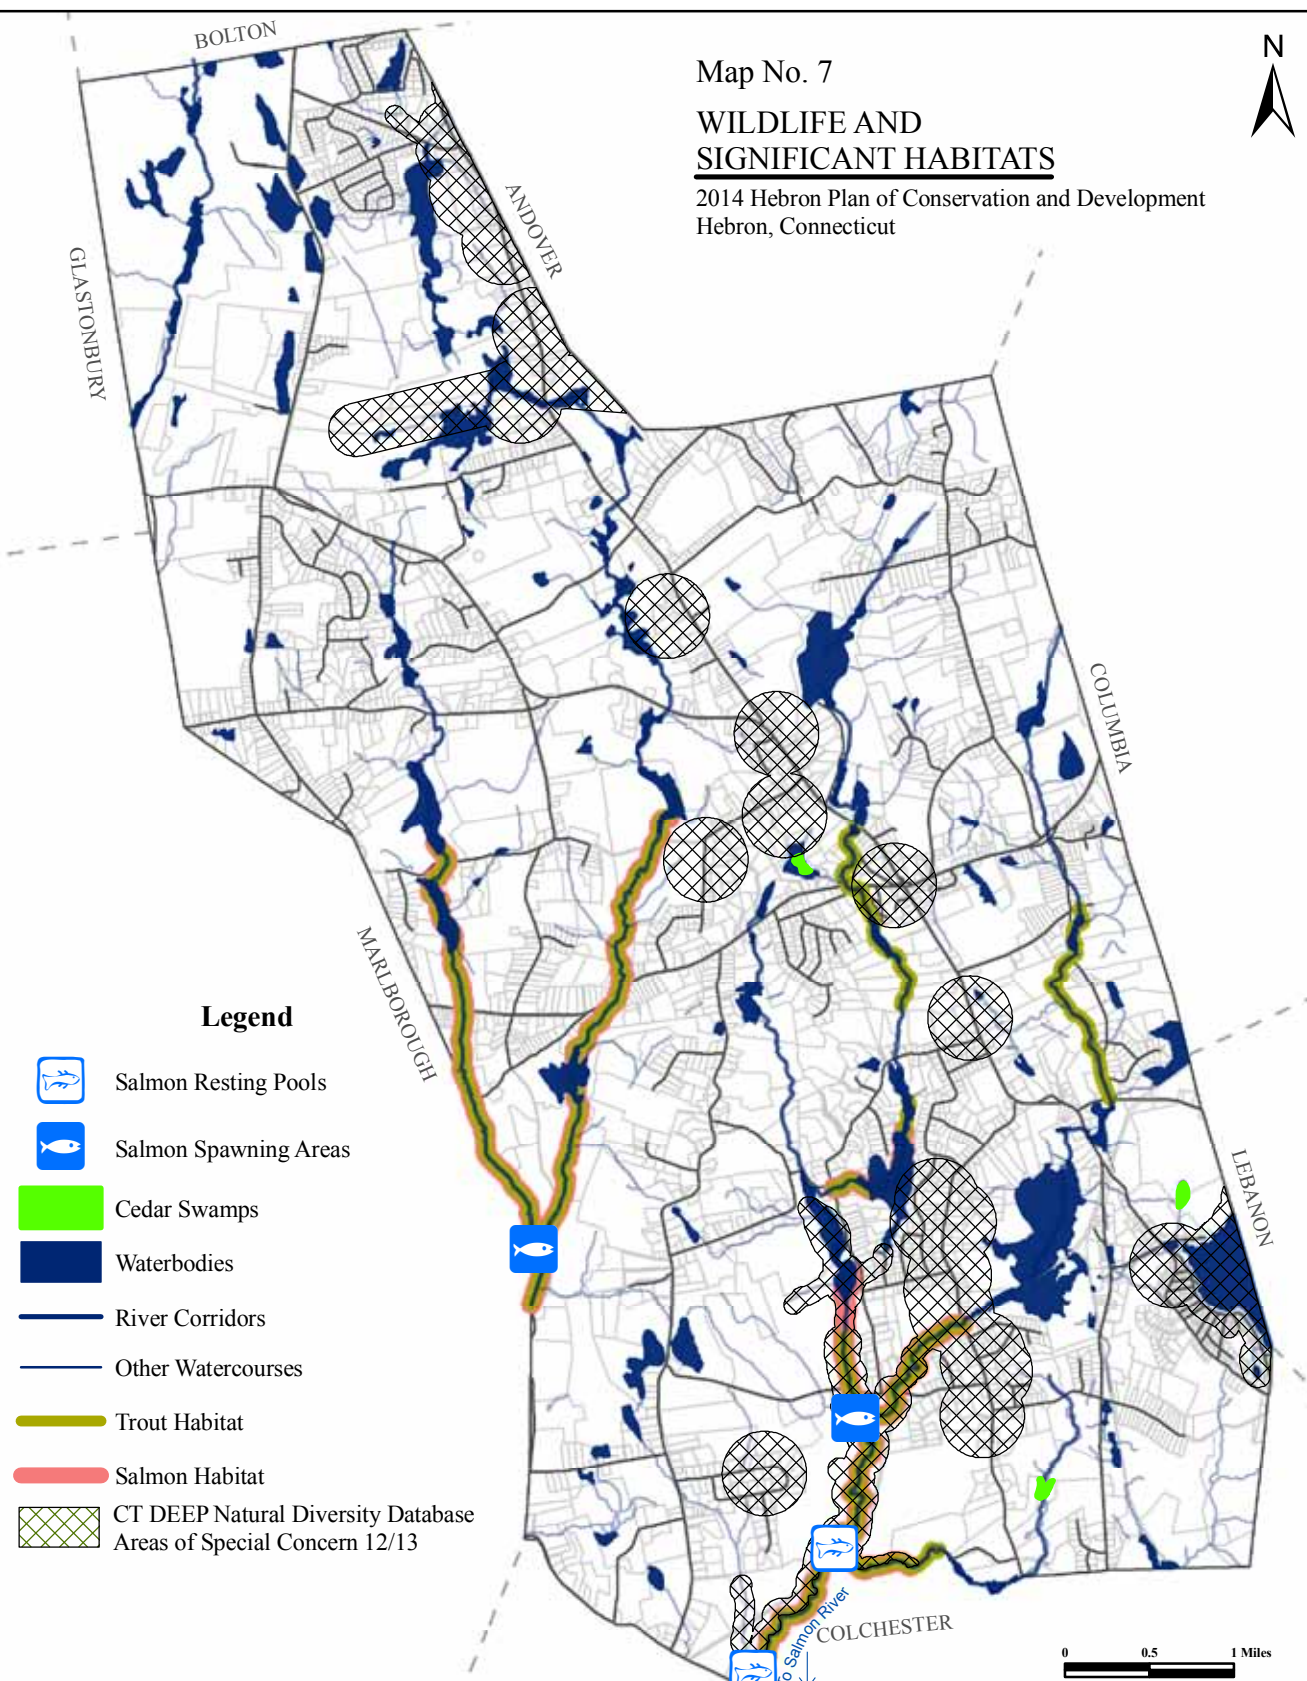 BOLTON
N
Map No. 7
WILDLIFE AND
SIGNIFICANT HABITATS
2014 Hebron Plan of Conservation and Development
Hebron, Connecticut
ANDOVER
GLASTONBURY
COLUMBIA
MARLBOROUGH
LEBANON
Legend
Salmon Resting Pools
Salmon Spawning Areas
Cedar Swamps
Waterbodies
River Corridors
Other Watercourses
Trout Habitat
Salmon Habitat
CT DEEP Natural Diversity Database
Areas of Special Concern 12/13
Salmon River
COLCHESTER
0 0.5 1 Miles